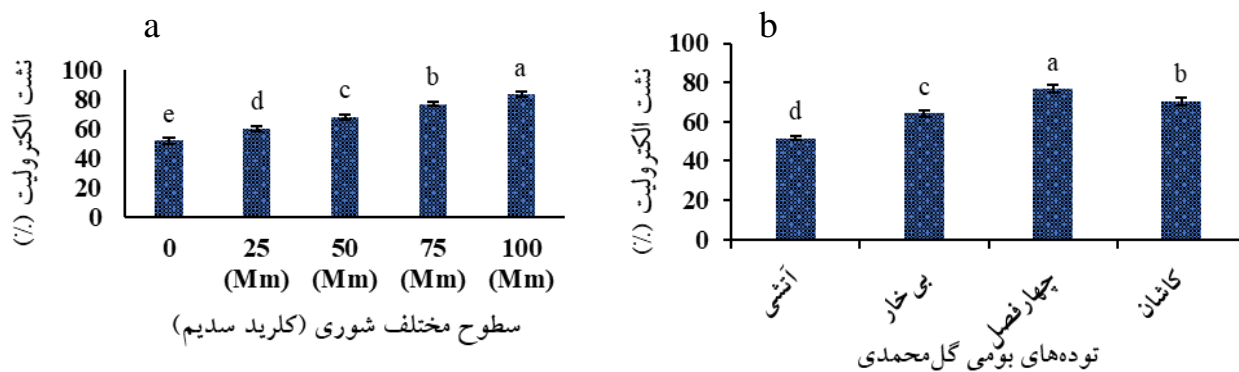 a
نشت الکترولیت (٪)
100
80
60
40
20
0
e
d
c
b
a
0
25
50
75
100
(Mm)
(Mm)
(Mm)
(Mm)
سطوح مختلف شوری (کلرید سدیم)
b
نشت الکترولیت (٪)
100
80
60
40
20
0
d
c
a
b
آتشی
بی خار
چهارفصل
کاشان
توده‌های بومی گل‌محمدی